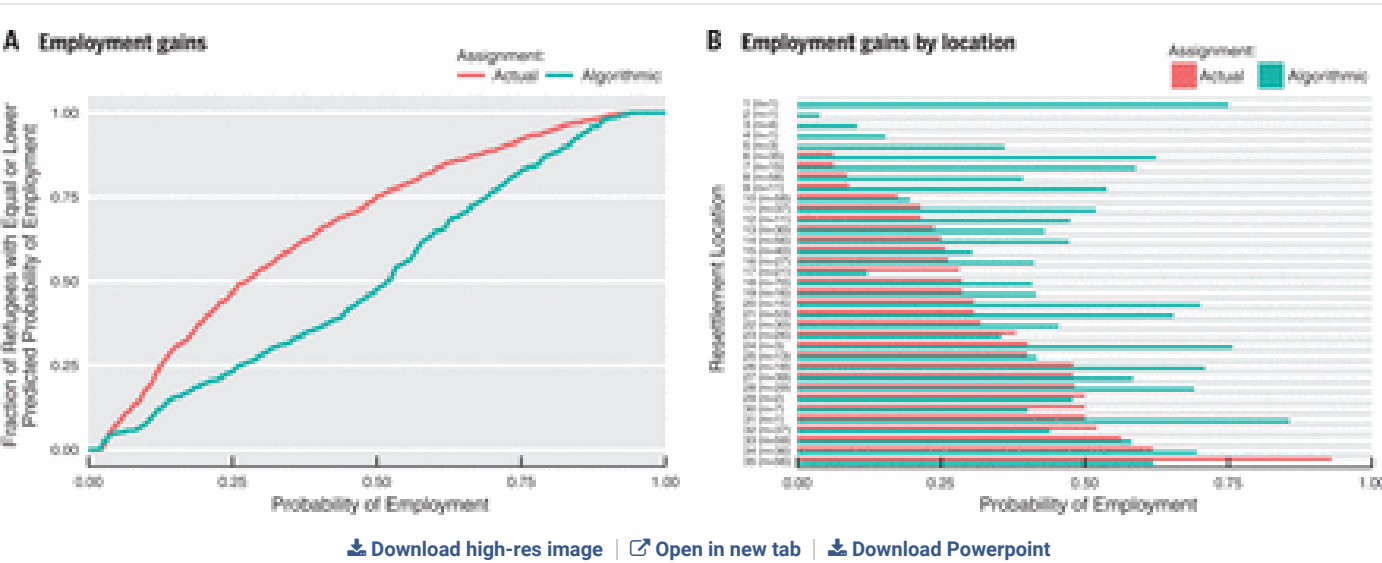 A Employment gains
Assignment:
Actual Algorithmic
Fraction of Refugees with Equal or Lower
Predicted Probability of Employment
1.00
0.75
0.50
0.25
0.00
0.00 0.25 0.50 0.75 1.00
Probability of Employment
B Employment gains by location
Assignment:
Actual Algorithmic
Resettlement Location
0.00 0.25 0.50 0.75 1.00
Probability of Employment
Download high-res image Open in new tab Download Powerpoint